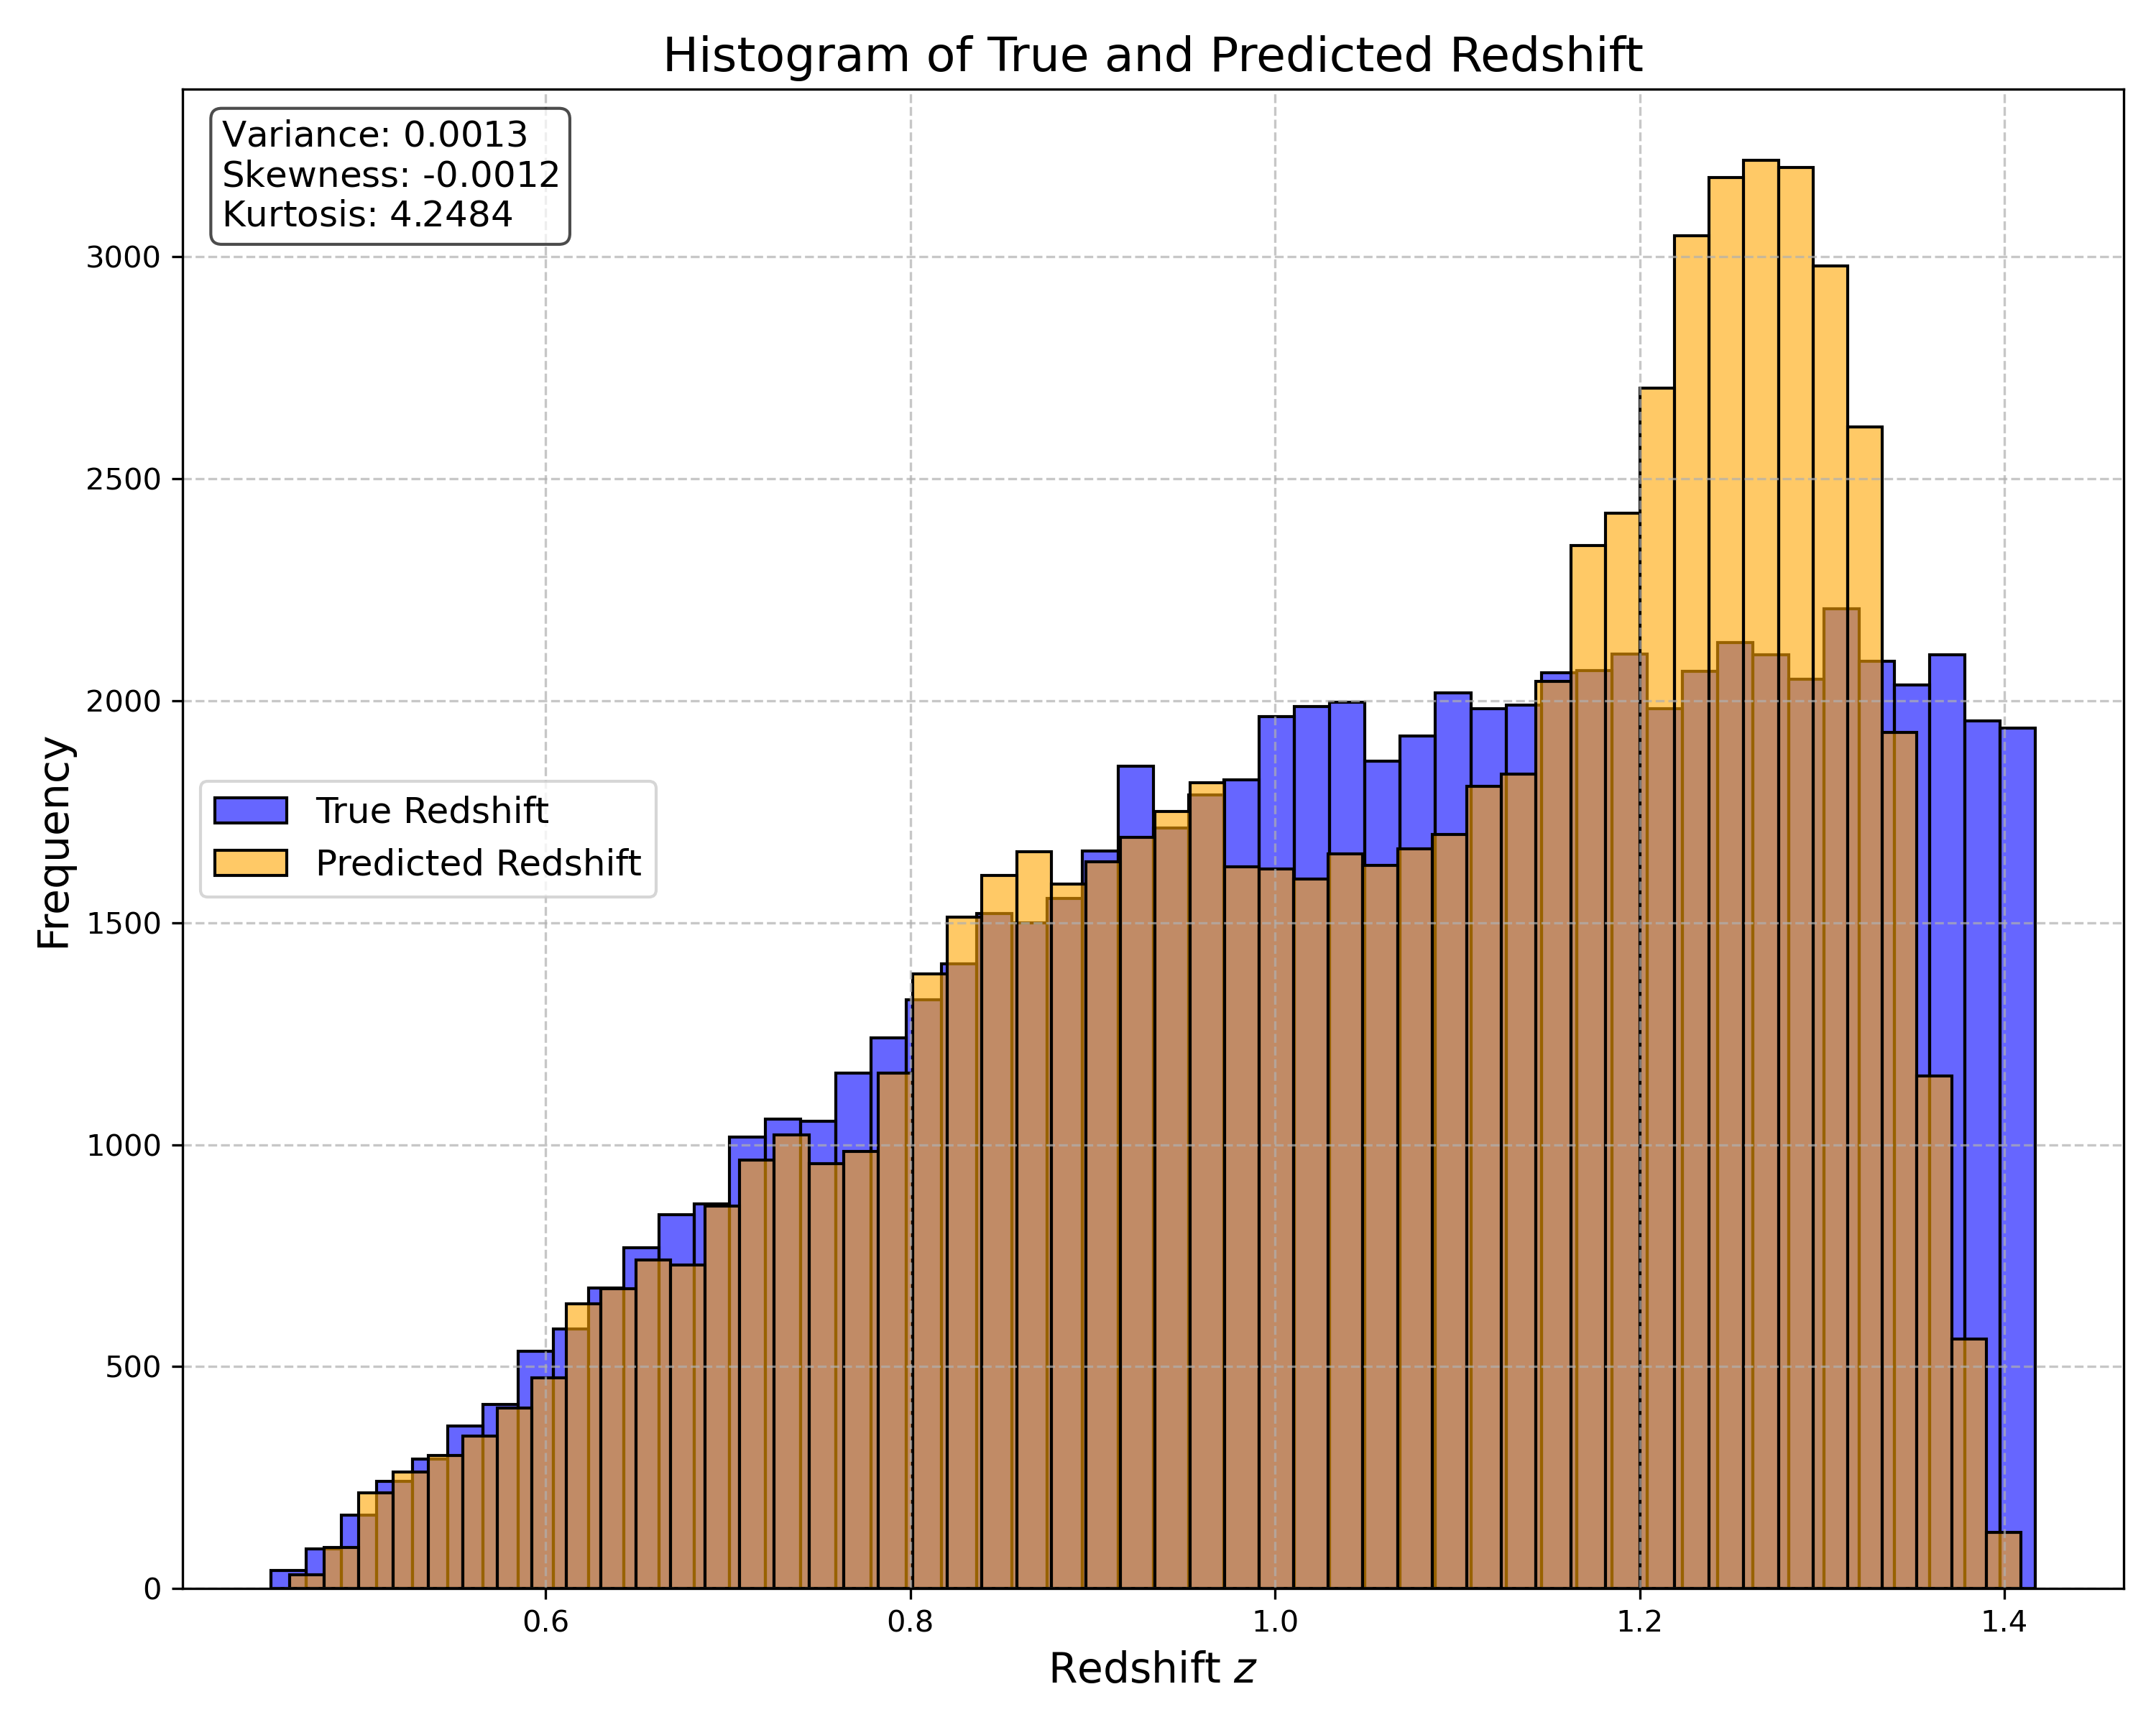 Histogram of True and Predicted Redshift
Variance: 0.0013
Skewness: -0.0012
Kurtosis: 4.2484
3000
2500
2000
1500
1000
500
0
Frequency
True Redshift
Predicted Redshift
0.6
0.8
1.0
1.2
1.4
Redshift z